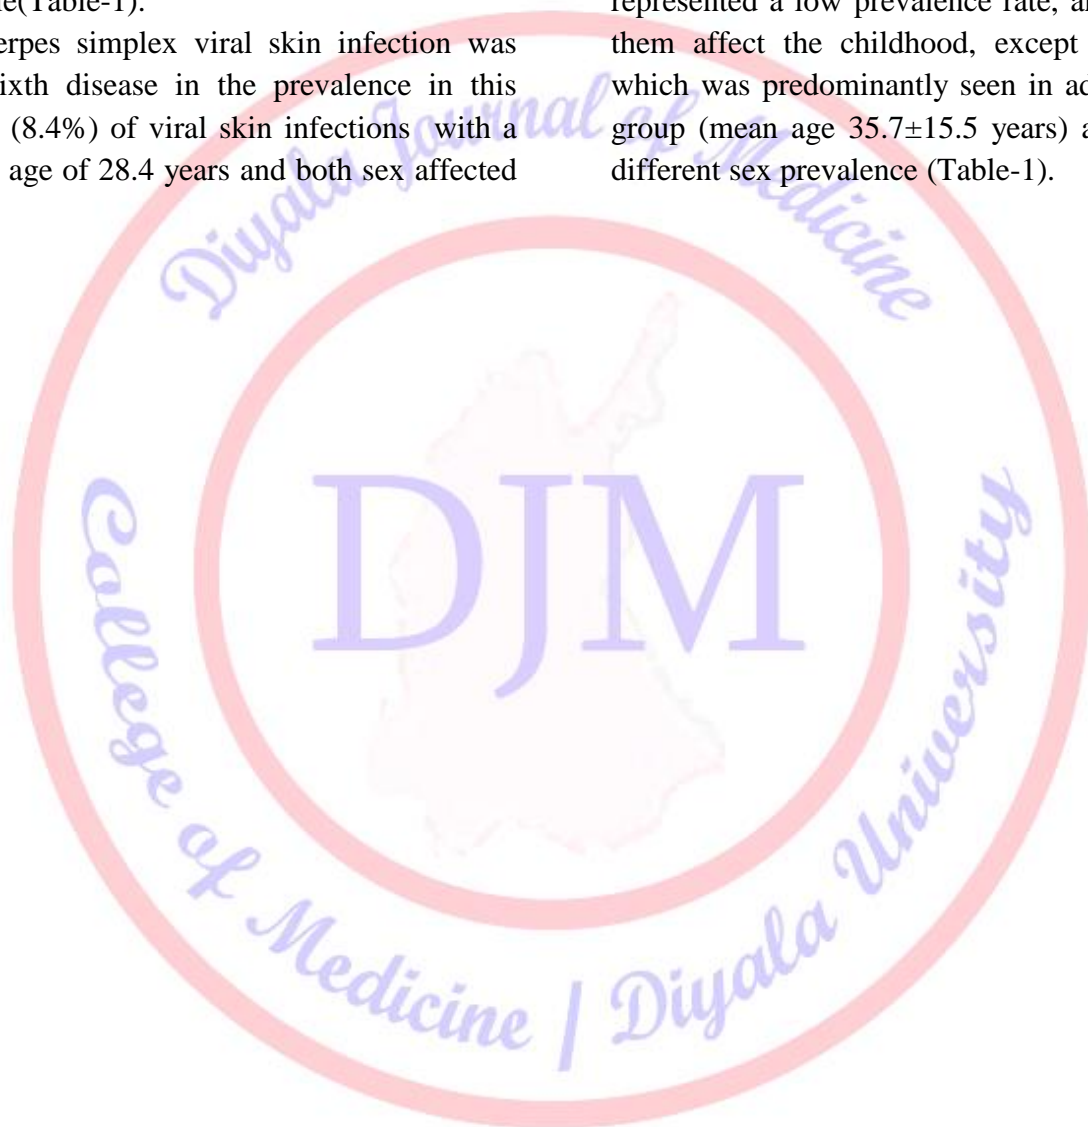 le(Table-1).
erpes simplex viral skin infection was
ixth disease in the prevalence in this
(8.4%) of viral skin infections with a
age of 28.4 years and both sex affected
represented a low prevalence rate, a
them affect the childhood, except
which was predominantly seen in ad
group (mean age 35.7±15.5 years) a
different sex prevalence (Table-1).
Diyala Journal of Medicine
DJM
College of Medicine / Diyala University